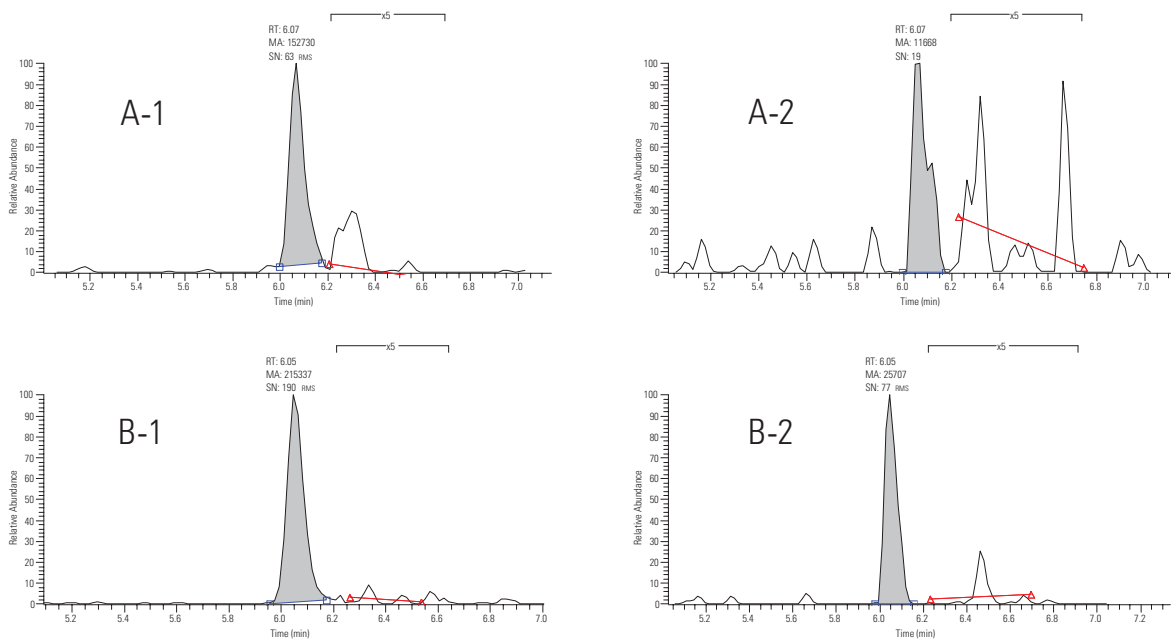 x5
RT: 6.07
MA: 152730
SN: 63 RMS
A-1
Relative Abundance
100
90
80
70
60
50
40
30
20
10
0
5.2 5.4 5.6 5.8 6.0 6.2 6.4 6.6 6.8 7.0
Time (min)
x5
RT: 6.07
MA: 11668
SN: 19
A-2
Relative Abundance
100
90
80
70
60
50
40
30
20
10
0
5.2 5.4 5.6 5.8 6.0 6.2 6.4 6.6 6.8 7.0
Time (min)
x5
RT: 6.05
MA: 215337
SN: 190 RMS
B-1
Relative Abundance
100
90
80
70
60
50
40
30
20
10
0
5.2 5.4 5.6 5.8 6.0 6.2 6.4 6.6 6.8 7.0
Time (min)
x5
RT: 6.05
MA: 25707
SN: 77 RMS
B-2
Relative Abundance
100
90
80
70
60
50
40
30
20
10
0
5.2 5.4 5.6 5.8 6.0 6.2 6.4 6.6 6.8 7.0 7.2
Time (min)